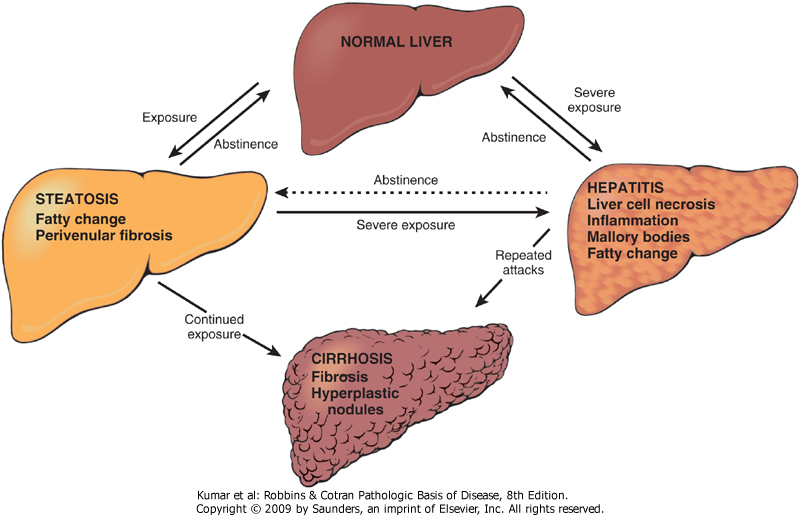 NORMAL LIVER
Exposure
Abstinence
Severe
exposure
Abstinence
STEATOSIS
Fatty change
Perivenular fibrosis
Abstinence
Severe exposure
HEPATITIS
Liver cell necrosis
Inflammation
Mallory bodies
Fatty change
Repeated
attacks
Continued
exposure
CIRRHOSIS
Fibrosis
Hyperplastic
nodules
Kumar et al: Robbins & Cotran Pathologic Basis of Disease, 8th Edition.
Copyright © 2009 by Saunders, an imprint of Elsevier, Inc. All rights reserved.